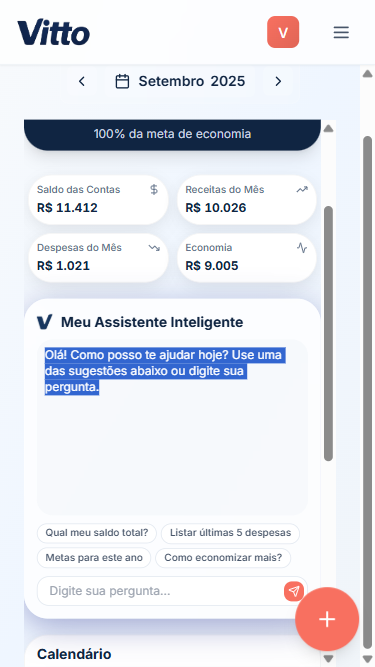 Vitto
V
Setembro 2025
100% da meta de economia
Saldo das Contas
R$ 11.412
Receitas do Mês
R$ 10.026
Despesas do Mês
R$ 1.021
Economia
R$ 9.005
V Meu Assistente Inteligente
Olá! Como posso te ajudar hoje? Use uma
das sugestões abaixo ou digite sua
pergunta.
Qual meu saldo total?
Listar últimas 5 despesas
Metas para este ano
Como economizar mais?
Digite sua pergunta...
Calendário